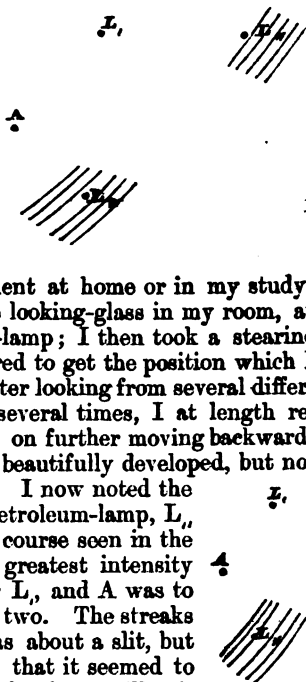 L,
L,,
A
L,,
ent at home or in my study
looking-glass in my room, a
-lamp; I then took a stearin
red to get the position which
ter looking from several differ
several times, I at length re
on further moving backward
beautifully developed, but no
I now noted the
etroleum-lamp, L,,
course seen in the
greatest intensity
L,, and A was to
two. The streaks
as about a slit, but
that it seemed to
L,
A
L,,